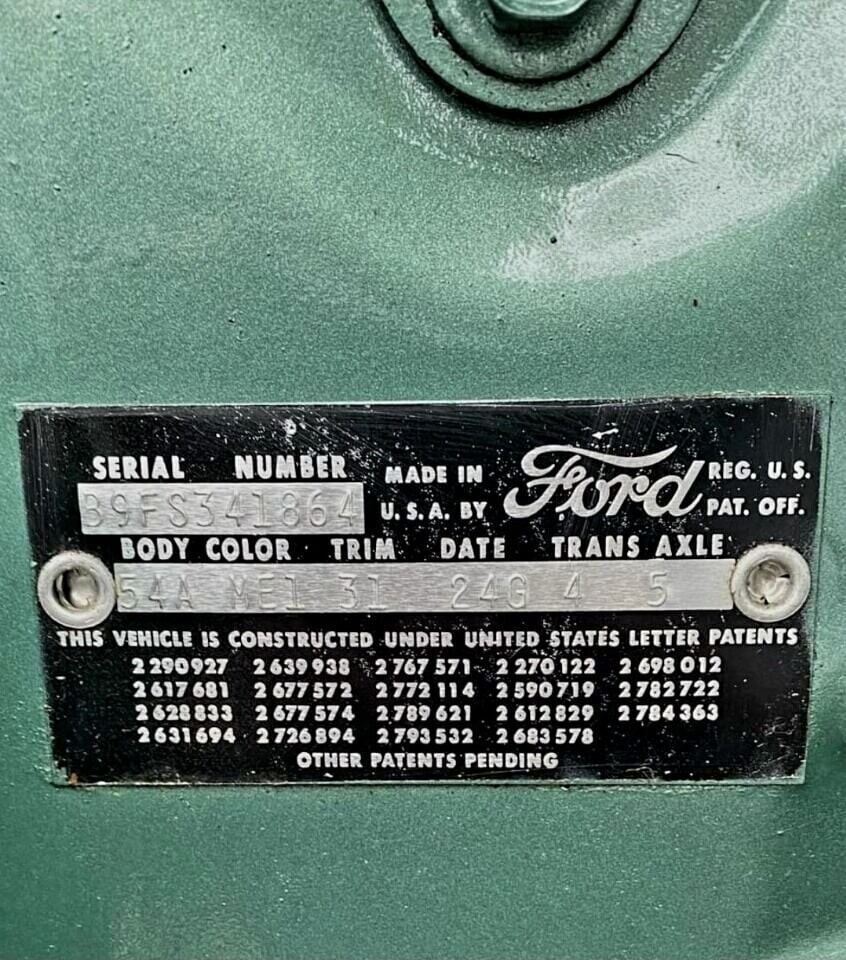 SERIAL NUMBER MADE IN Ford REG. U. S.
B9FS341864 U. S. A. BY PAT. OFF.
BODY COLOR TRIM DATE TRANS AXLE
54A ME1 31 24G 4 5
THIS VEHICLE IS CONSTRUCTED UNDER UNITED STATES LETTER PATENTS
2 290 927 2 639 938 2 767 571 2 270 122 2 698 012
2 617 681 2 677 572 2 772 114 2 590 719 2 782 722
2 628 833 2 677 574 2 789 621 2 612 829 2 784 363
2 631 694 2 726 894 2 793 532 2 683 578
OTHER PATENTS PENDING